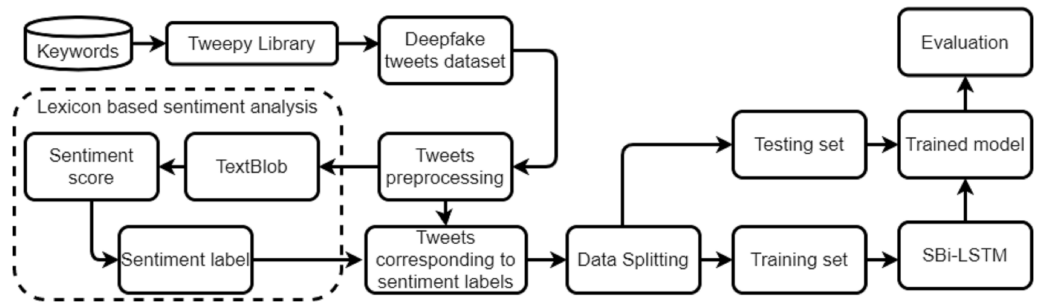 Keywords
Tweepy Library
Deepfake
tweets dataset
Evaluation
Lexicon based sentiment analysis
Sentiment
score
TextBlob
Tweets
preprocessing
Testing set
Trained model
Sentiment label
Tweets
corresponding to
sentiment labels
Data Splitting
Training set
SBi-LSTM